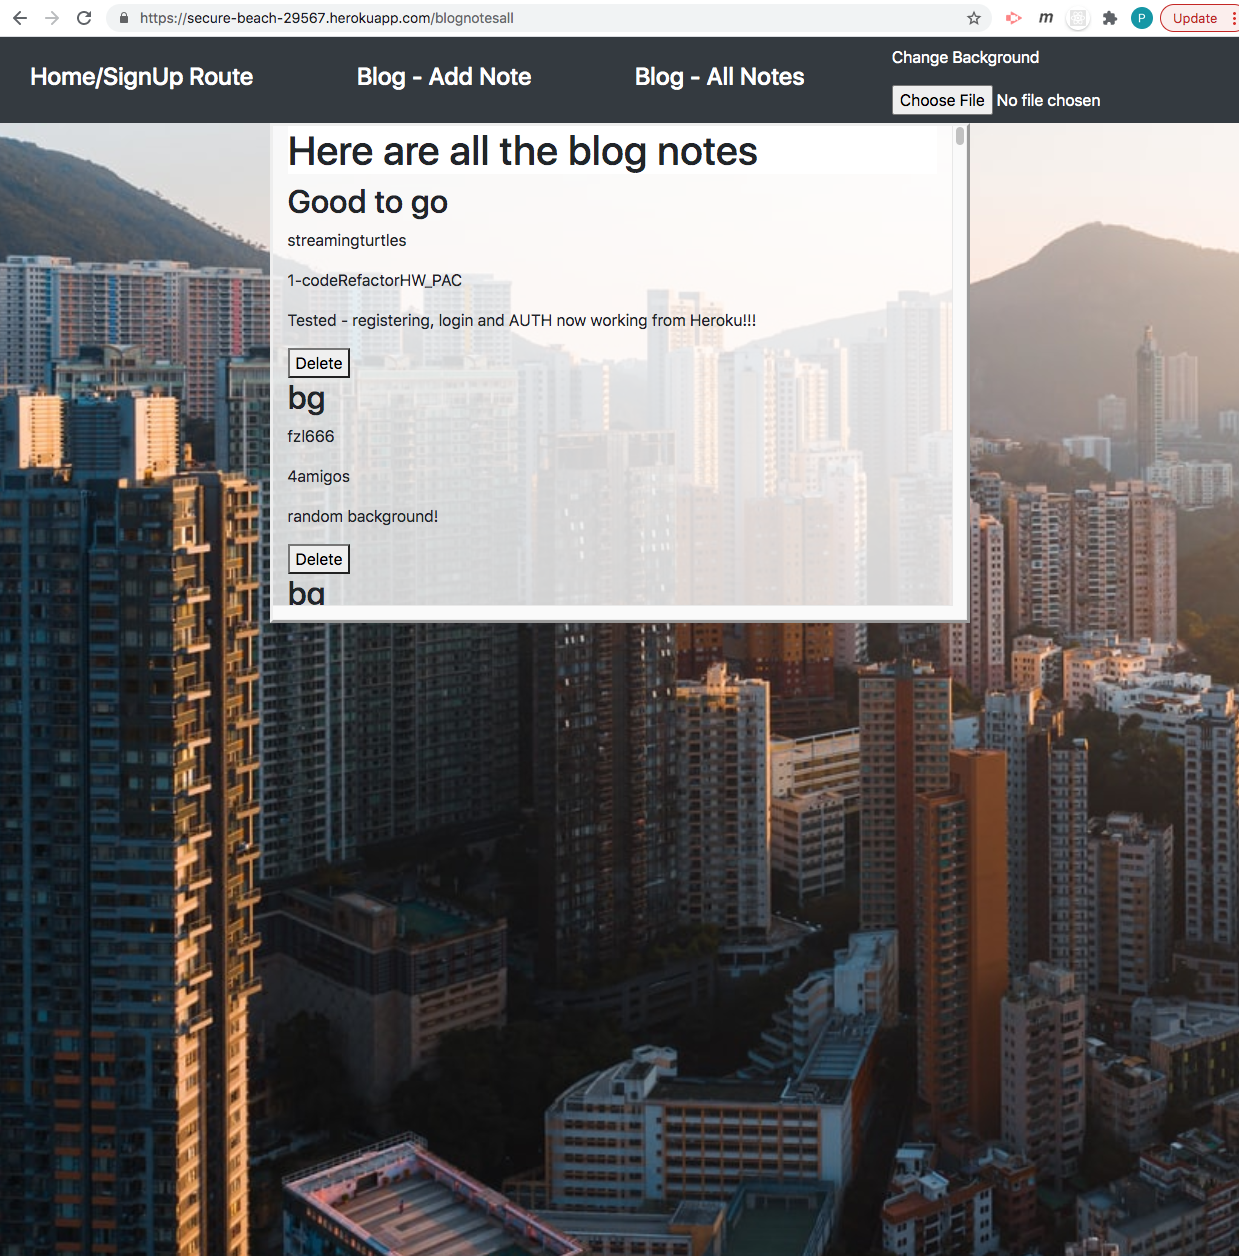 https://secure-beach-29567.herokuapp.com/blognotesall
m
P
Update
Home/SignUp Route
Blog - Add Note
Blog - All Notes
Change Background
Choose File No file chosen
Here are all the blog notes
Good to go
streamingturtles
1-codeRefactorHW_PAC
Tested - registering, login and AUTH now working from Heroku!!!
Delete
bg
fzl666
4amigos
random background!
Delete
bg